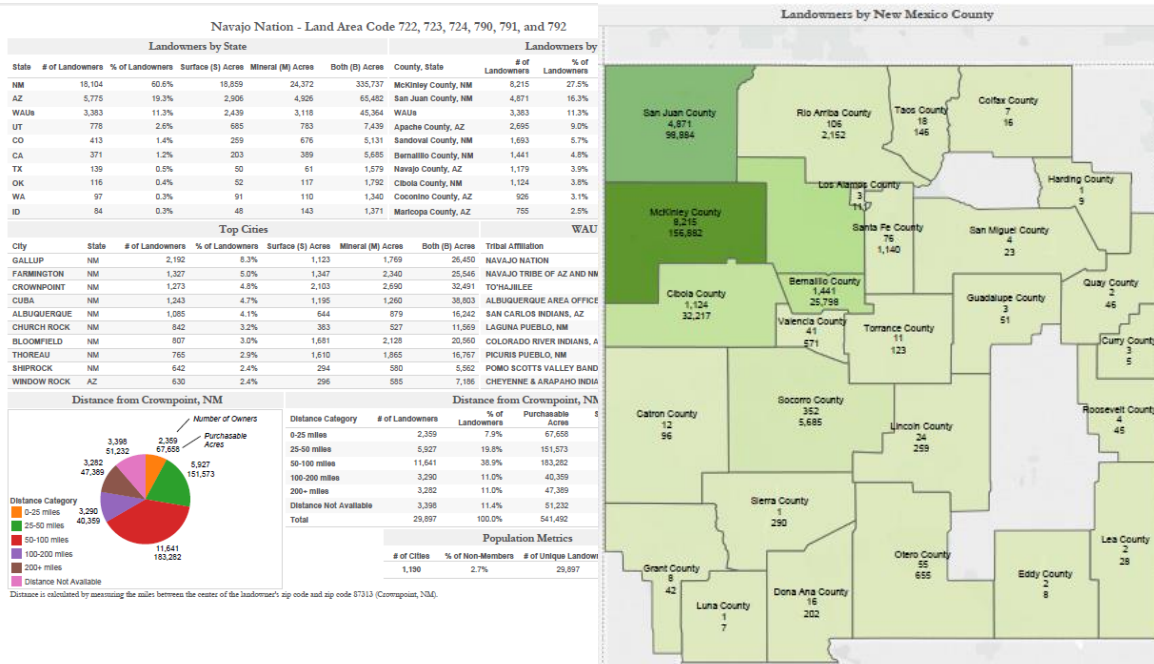 Navajo Nation - Land Area Code 722, 723, 724, 790, 791, and 792
Landowners by State
State # of Landowners % of Landowners Surface (S) Acres Mineral (M) Acres Both (B) Acres
NM 18,104 60.6% 18,859 24,372 335,737
AZ 5,775 19.3% 2,906 4,926 65,482
WAUs 3,383 11.3% 2,439 3,118 45,364
UT 778 2.6% 685 783 7,439
CO 413 1.4% 259 676 5,131
CA 371 1.2% 203 389 5,685
TX 139 0.5% 50 61 1,579
OK 116 0.4% 52 117 1,792
WA 97 0.3% 91 110 1,340
ID 84 0.3% 48 143 1,371
Landowners by
County, State # of Landowners % of Landowners
McKinley County, NM 8,215 27.5%
San Juan County, NM 4,871 16.3%
WAUs 3,383 11.3%
Apache County, AZ 2,695 9.0%
Sandoval County, NM 1,693 5.7%
Bernalillo County, NM 1,441 4.8%
Navajo County, AZ 1,179 3.9%
Cibola County, NM 1,124 3.8%
Coconino County, AZ 926 3.1%
Maricopa County, AZ 755 2.5%
Top Cities
City State # of Landowners % of Landowners Surface (S) Acres Mineral (M) Acres Both (B) Acres
GALLUP NM 2,192 8.3% 1,123 1,769 26,450
FARMINGTON NM 1,327 5.0% 1,347 2,340 25,546
CROWNPOINT NM 1,273 4.8% 2,103 2,690 32,491
CUBA NM 1,243 4.7% 1,195 1,260 38,803
ALBUQUERQUE NM 1,085 4.1% 644 879 16,242
CHURCH ROCK NM 842 3.2% 383 527 11,569
BLOOMFIELD NM 807 3.0% 1,681 2,128 20,560
THOREAU NM 765 2.9% 1,610 1,865 16,767
SHIPROCK NM 642 2.4% 294 580 5,562
WINDOW ROCK AZ 630 2.4% 296 585 7,186
WAU
Tribal Affiliation
NAVAJO NATION
NAVAJO TRIBE OF AZ AND NM
TO'HAJIILEE
ALBUQUERQUE AREA OFFICE
SAN CARLOS INDIANS, AZ
LAGUNA PUEBLO, NM
COLORADO RIVER INDIANS, A
PICURIS PUEBLO, NM
POMO SCOTTS VALLEY BAND
CHEYENNE & ARAPAHO INDIA
Distance from Crownpoint, NM
Number of Owners
Purchasable Acres
2,359
67,658
5,927
151,573
11,641
183,282
3,290
40,359
3,282
47,389
3,398
51,232
Distance Category
0-25 miles
25-50 miles
50-100 miles
100-200 miles
200+ miles
Distance Not Available
Distance from Crownpoint, NM
Distance Category # of Landowners % of Landowners Purchasable Acres S
0-25 miles 2,359 7.9% 67,658
25-50 miles 5,927 19.8% 151,573
50-100 miles 11,641 38.9% 183,282
100-200 miles 3,290 11.0% 40,359
200+ miles 3,282 11.0% 47,389
Distance Not Available 3,398 11.4% 51,232
Total 29,897 100.0% 541,492
Population Metrics
# of Cities % of Non-Members # of Unique Landown
1,190 2.7% 29,897
Distance is calculated by measuring the miles between the center of the landowner's zip code and zip code 87313 (Crownpoint, NM).
Landowners by New Mexico County
San Juan County
4,871
98,884
Rio Arriba County
106
2,152
Taos County
18
146
Colfax County
7
16
Harding County
1
9
Los Alamos County
3
McKinley County
8,215
156,882
Santa Fe County
76
1,140
San Miguel County
4
23
Quay County
2
46
Cibola County
1,124
32,217
Bernalillo County
1,441
25,798
Guadalupe County
3
51
Valencia County
41
571
Torrance County
11
123
Curry County
3
5
Catron County
12
96
Socorro County
352
5,685
Lincoln County
24
259
Roosevelt County
4
45
Sierra County
1
290
Otero County
55
655
Lea County
2
28
Grant County
8
42
Eddy County
2
8
Luna County
1
7
Dona Ana County
16
202